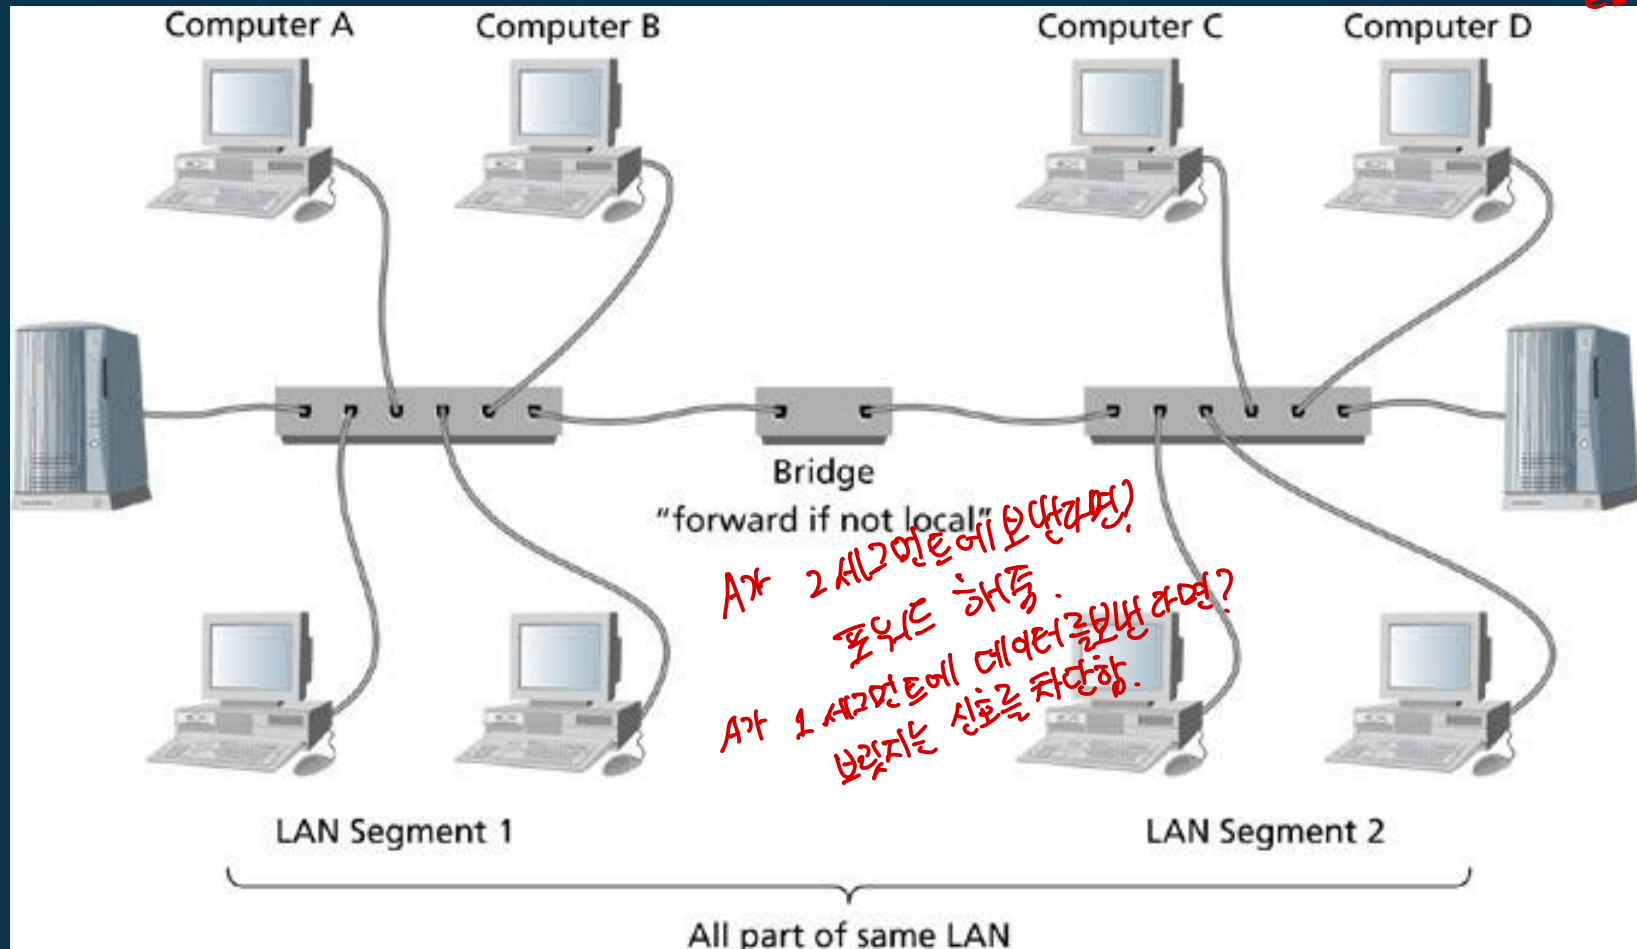 Computer A
Computer B
Computer C
Computer D
Bridge
"forward if not local"
A가 2 세그먼트에 보낸다면?
포워드 해줌.
A가 1 세그먼트에 데이터를 보낸다면?
브릿지는 신호를 차단함.
LAN Segment 1
LAN Segment 2
All part of same LAN